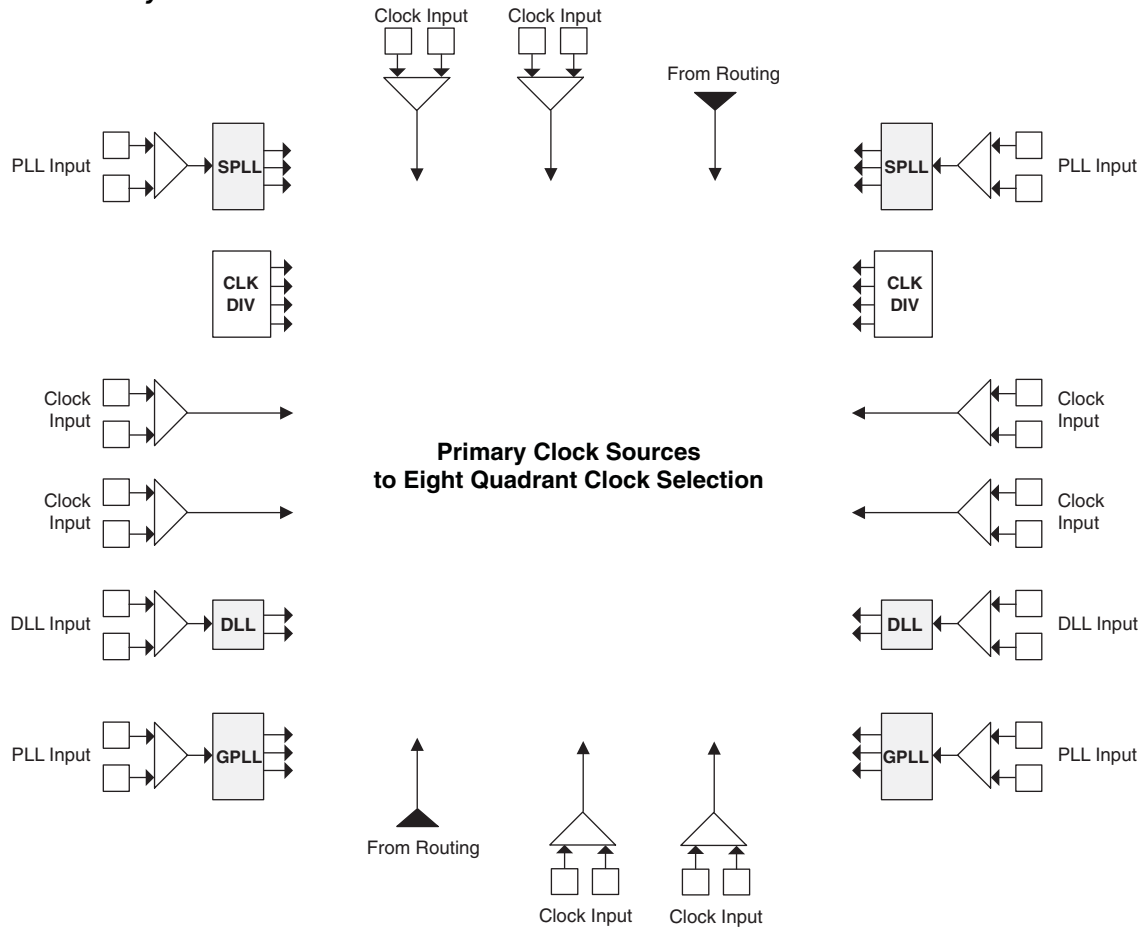 Clock Input
Clock Input
From Routing
PLL Input
SPLL
SPLL
PLL Input
CLK
DIV
CLK
DIV
Clock
Input
Clock
Input
Primary Clock Sources
to Eight Quadrant Clock Selection
Clock
Input
Clock
Input
DLL Input
DLL
DLL
DLL Input
PLL Input
GPLL
GPLL
PLL Input
From Routing
Clock Input
Clock Input